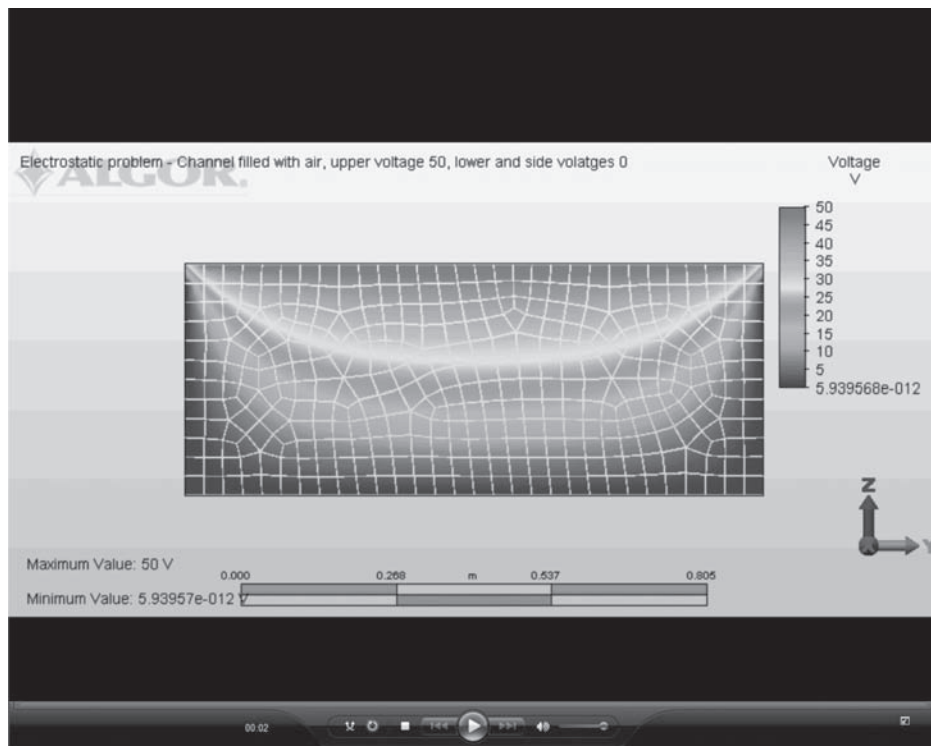 Electrostatic problem - Channel filled with air, upper voltage 50, lower and side volatges 0
ALGOR.
Voltage
V
50
45
40
35
30
25
20
15
10
5
5.939568e-012
Z
Y
Maximum Value: 50 V
0.000 0.268 m 0.537 0.805
Minimum Value: 5.93957e-012 V
00:02